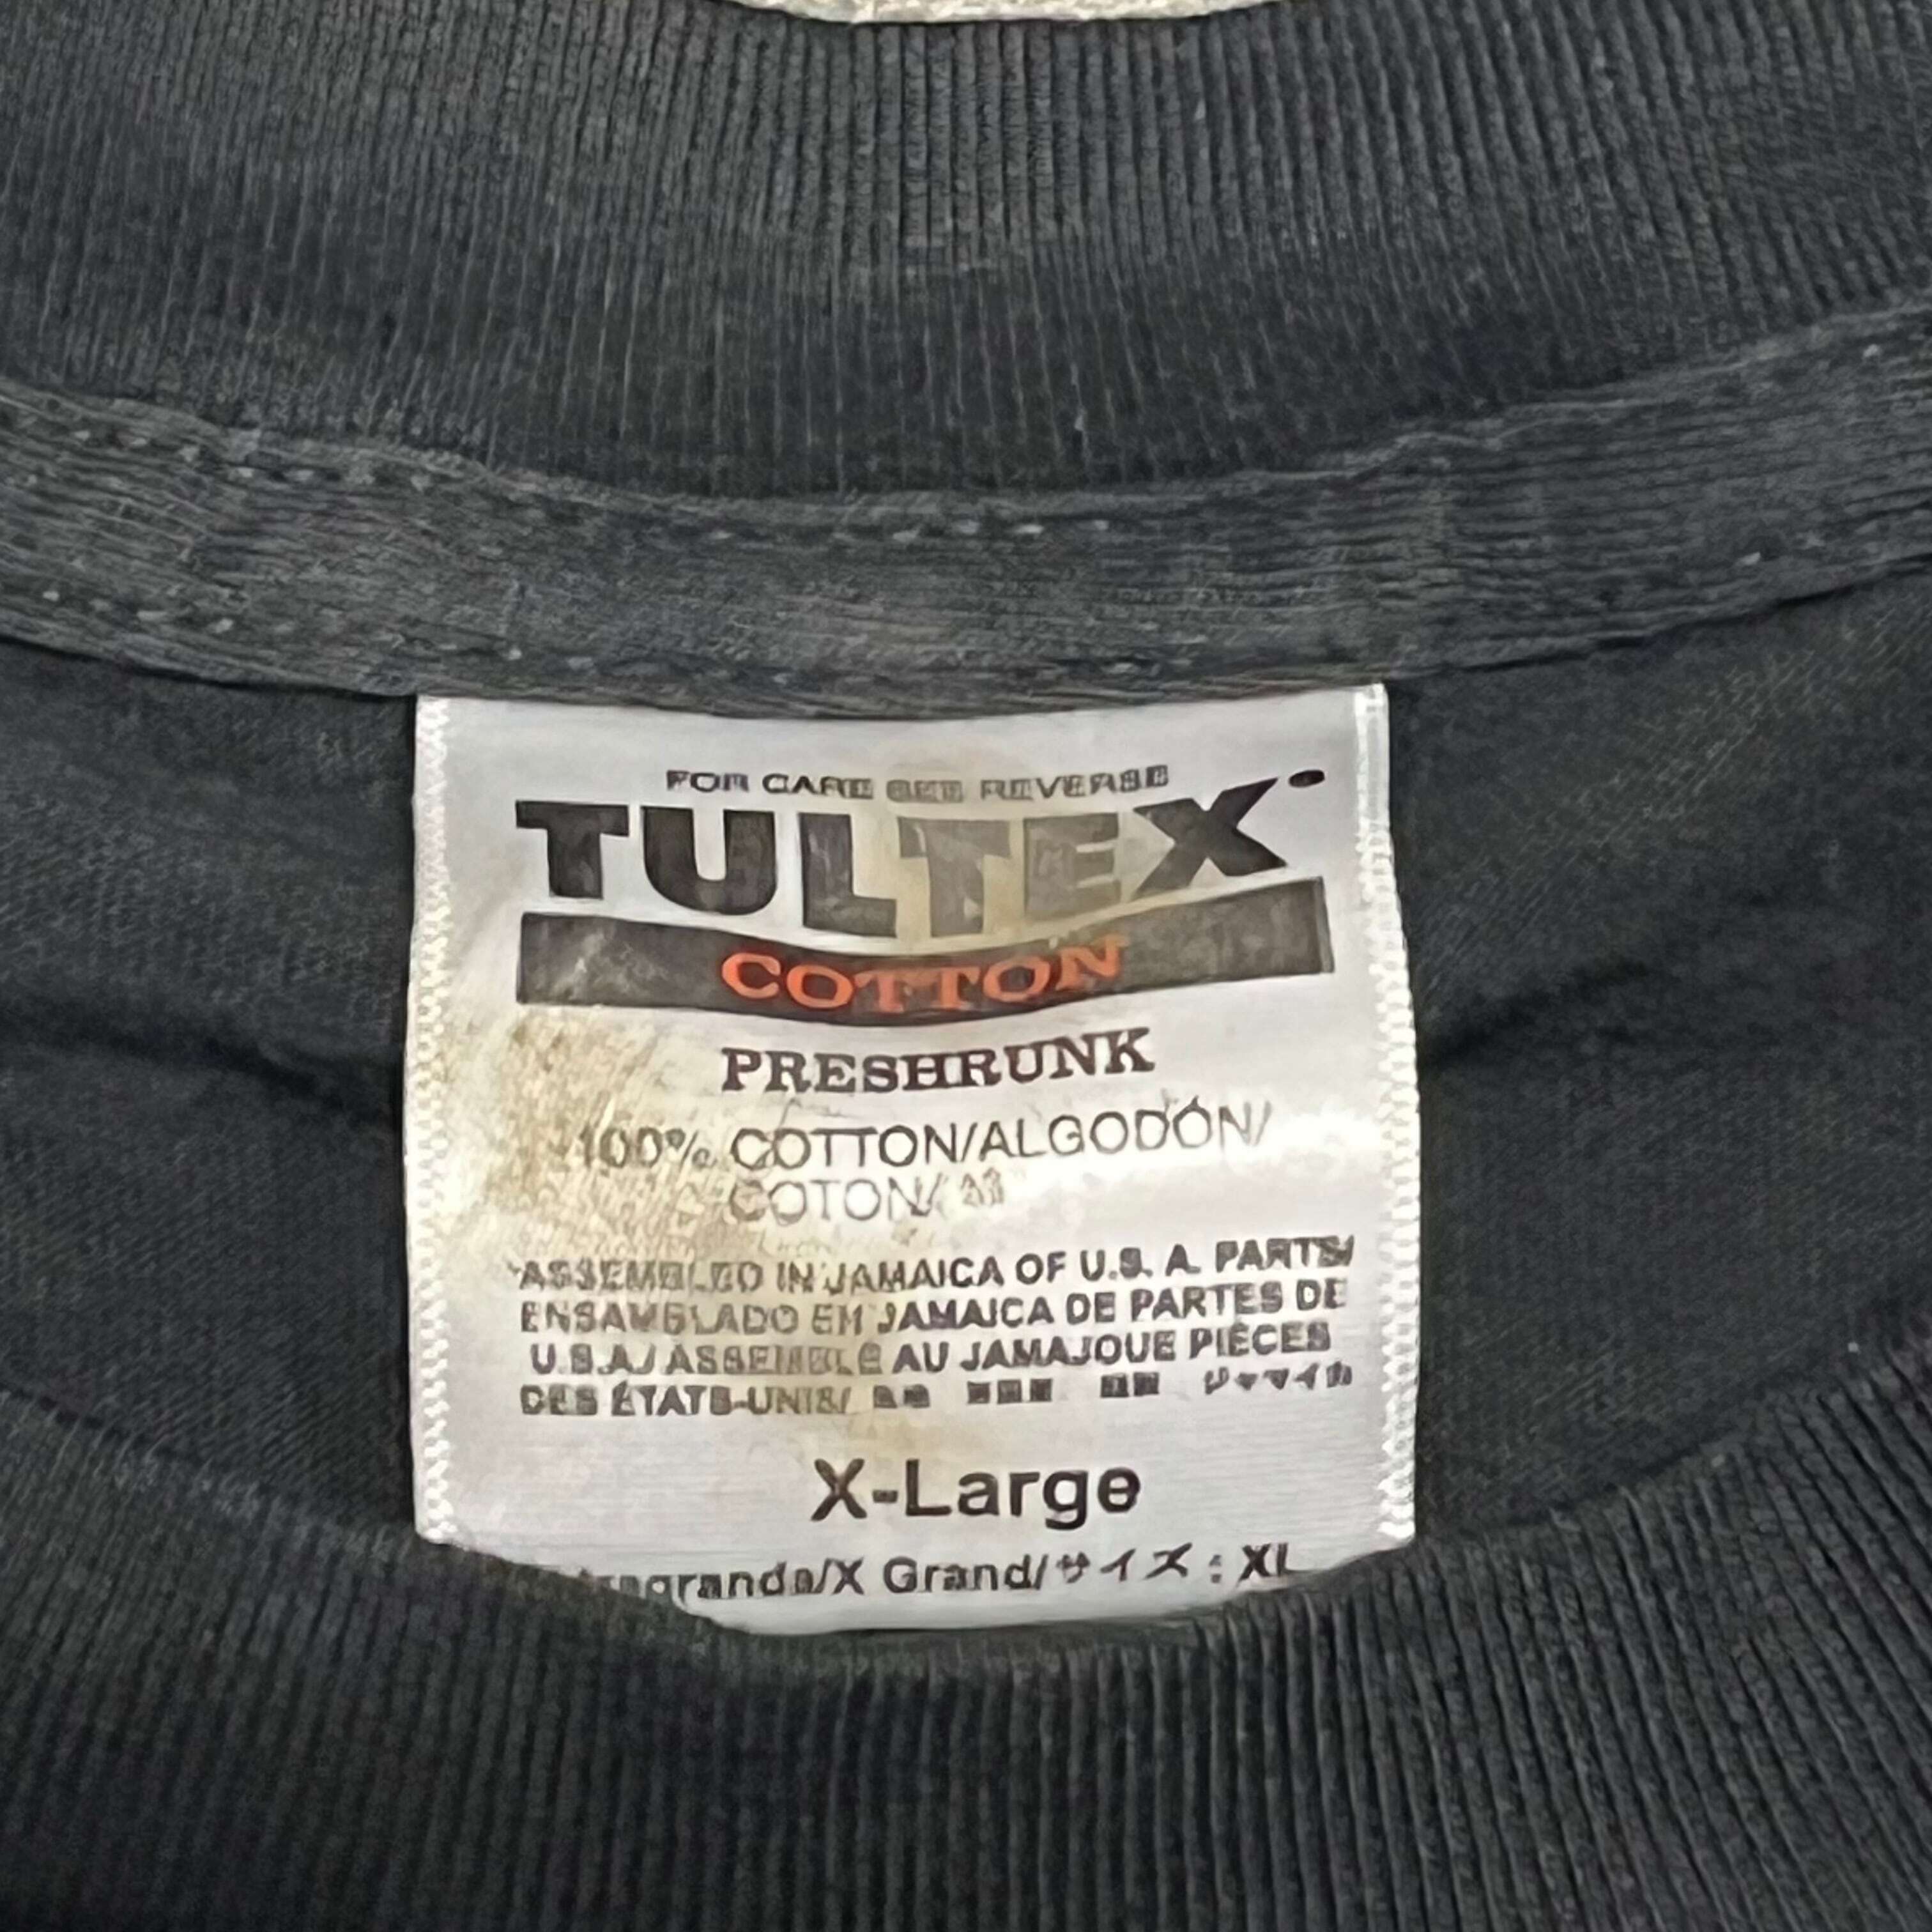 FOR CARE SEE REVERSE
TULTEX
COTTON
PRESHRUNK
100% COTTON/ALGODÓN/
COTON/
ASSEMBLED IN JAMAICA OF U.S.A. PARTS/
ENSAMBLADO EN JAMAICA DE PARTES DE
U.S.A./ ASSEMBLÉ AU JAMAIQUE PIÈCES
DES ÉTATS-UNIS/ ジャマイカ
X-Large
X Grand/サイズ:XL